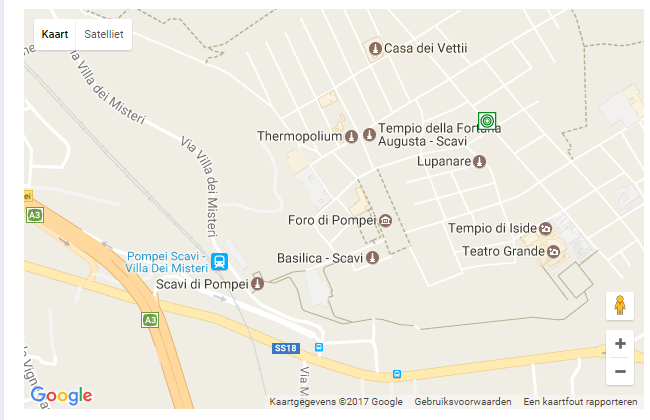 Kaart
Satelliet
Casa dei Vettii
a Villa dei Misteri
Thermopolium
Tempio della Fortuna
Augusta - Scavi
Lupanare
Via Villa dei Misteri
ei
A3
Foro di Pompei
Tempio di Iside
Teatro Grande
Pompei Scavi -
Villa Dei Misteri
Basilica - Scavi
Scavi di Pompei
A3
SS18
Via M
la Vign
Google
Kaartgegevens ©2017 Google
Gebruiksvoorwaarden
Een kaartfout rapporteren